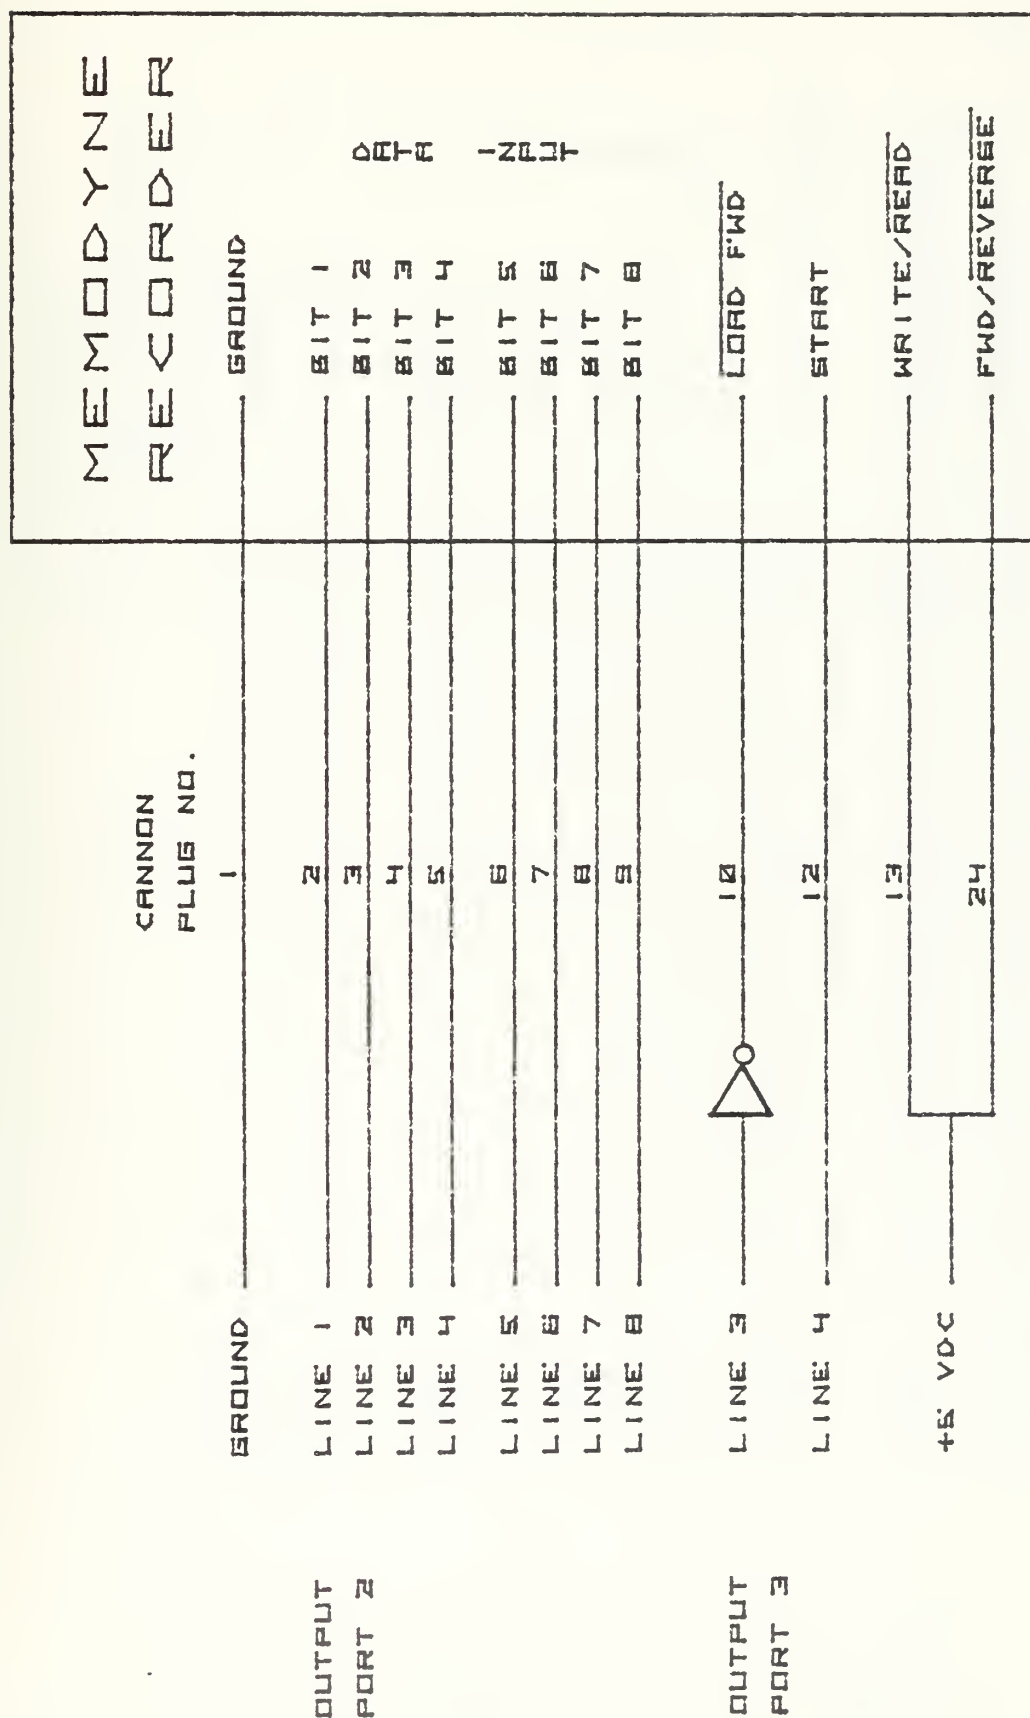 MEMODYNE
RECORDER
CANNON
PLUG NO.
GROUND 1 GROUND
OUTPUT
PORT 2
LINE 1 2 BIT 1
LINE 2 3 BIT 2
LINE 3 4 BIT 3
LINE 4 5 BIT 4
LINE 5 6 BIT 5
LINE 6 7 BIT 6
LINE 7 8 BIT 7
LINE 8 9 BIT 8
DATA INPUT
OUTPUT
PORT 3
LINE 3 10 LOAD FWD
LINE 4 12 START
+5 VDC
13 WRITE/READ
24 FWD/REVERSE